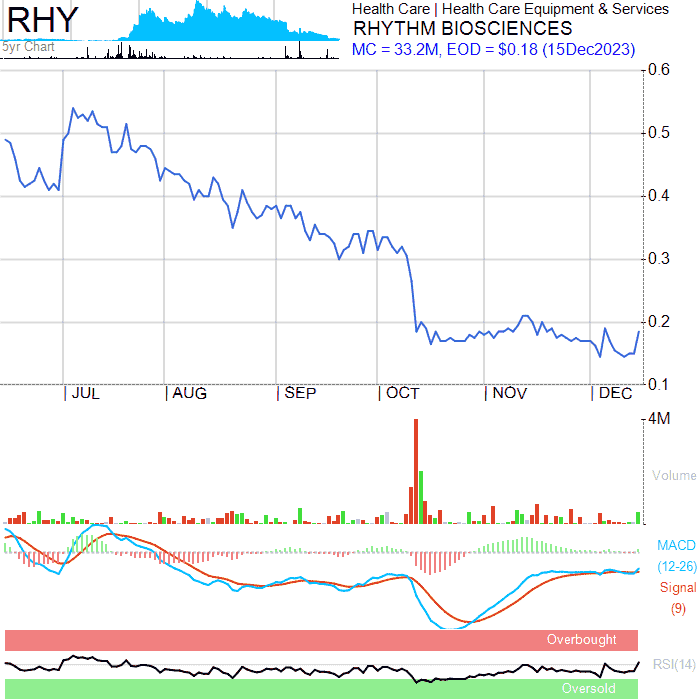 RHY
5yr Chart
Health Care | Health Care Equipment & Services
RHYTHM BIOSCIENCES
MC = 33.2M, EOD = $0.18 (15Dec2023)
0.6
0.5
0.4
0.3
0.2
0.1
JUL
AUG
SEP
OCT
NOV
DEC
4M
Volume
MACD
(12-26)
Signal
(9)
Overbought
RSI(14)
Oversold